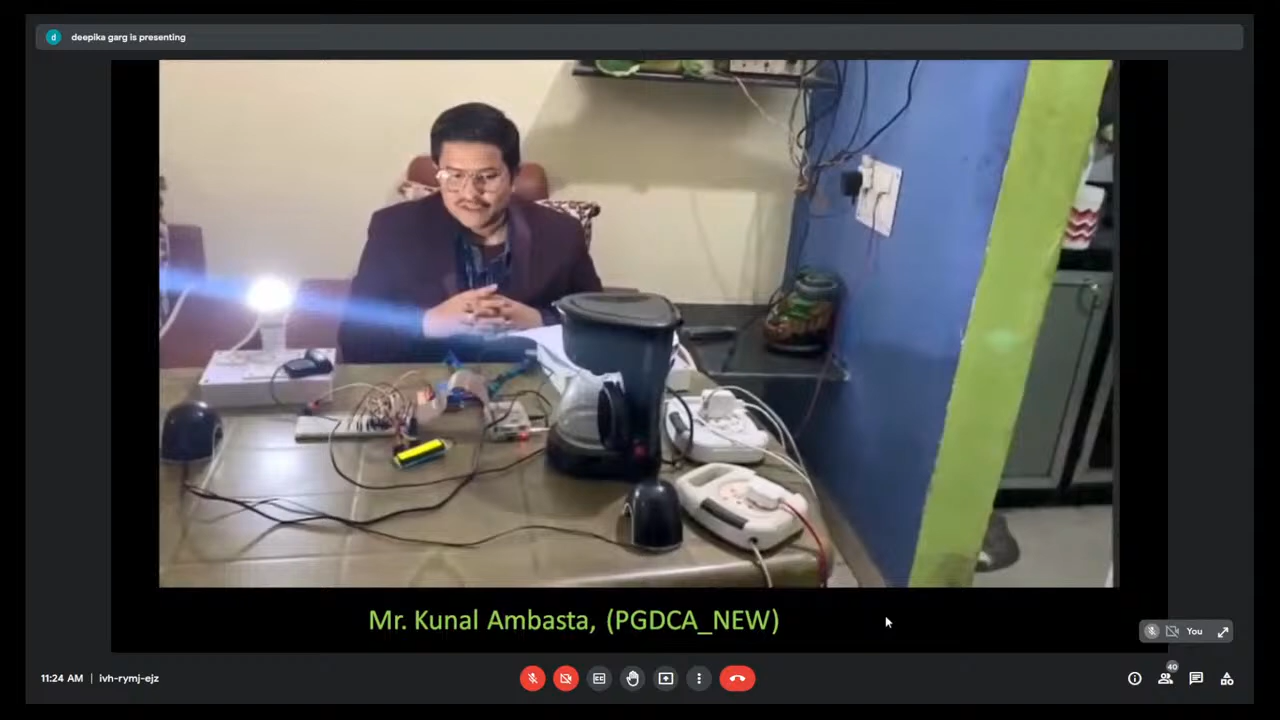 d deepika garg is presenting
Mr. Kunal Ambasta, (PGDCA_NEW)
You
40
11:24 AM | ivh-rymj-ejz